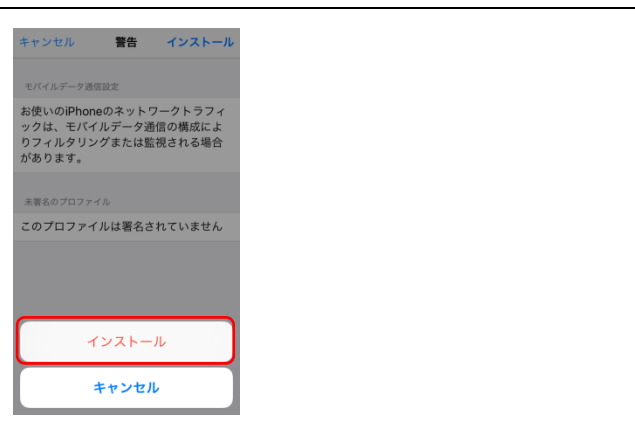 キャンセル 警告 インストール
モバイルデータ通信設定
お使いのiPhoneのネットワークトラフィ
ックは、モバイルデータ通信の構成によ
りフィルタリングまたは監視される場合
があります。
未署名のプロファイル
このプロファイルは署名されていません
インストール
キャンセル